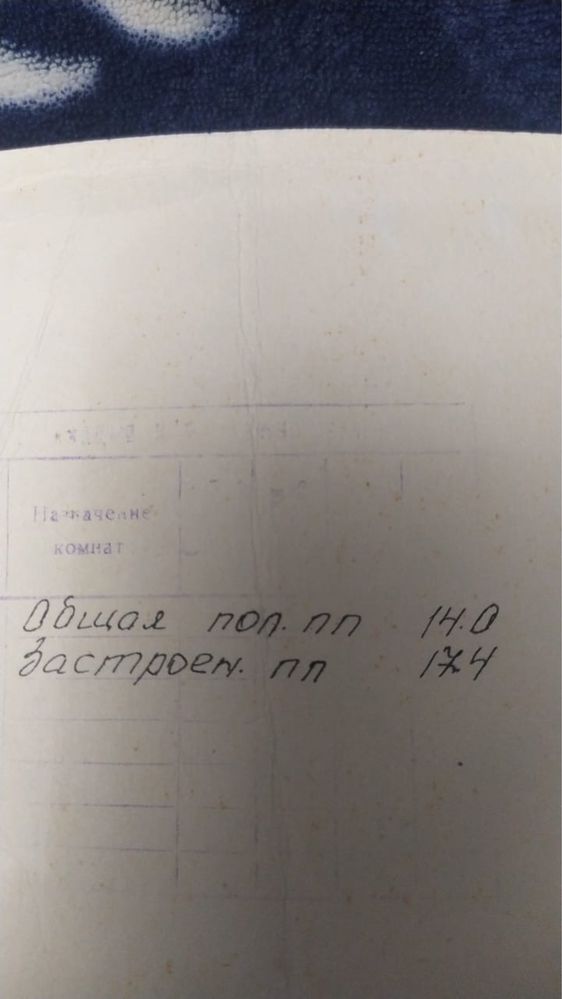 Назначение
комнат
Общая пол. пл 14.0
Застроен. пл 17.4